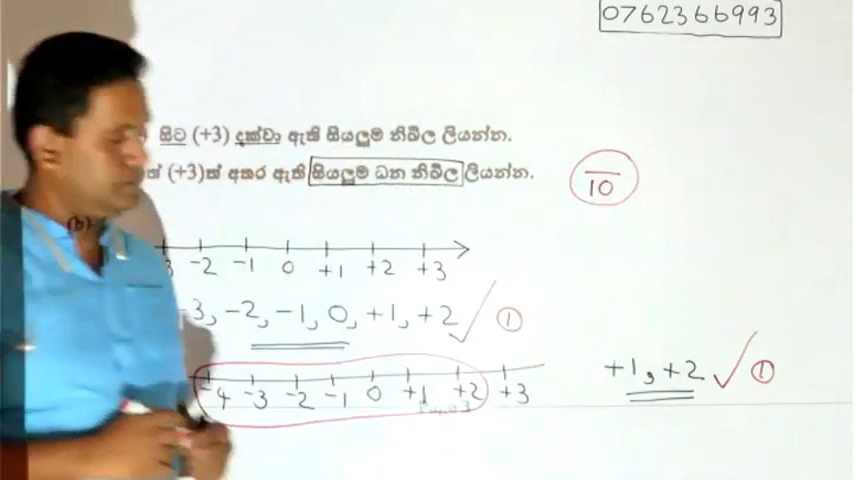 0762366993
සිට (+3) දක්වා ඇති සියලුම නිඛිල ලියන්න.
ත් (+3)ත් අතර ඇති සියලුම ධන නිඛිල ලියන්න.
10
(b)
3 -2 -1 0 +1 +2 +3
-3, -2, -1, 0, +1, +2 ✓ ①
-4 -3 -2 -1 0 +1 +2 +3
+1, +2 ✓ ①